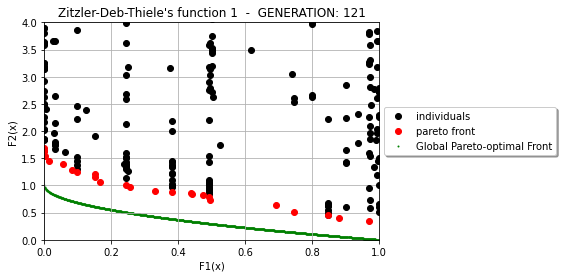 Zitzler-Deb-Thiele's function 1 - GENERATION: 121
4.0
3.5
3.0
2.5
2.0
1.5
1.0
0.5
0.0
F2(x)
0.0 0.2 0.4 0.6 0.8 1.0
F1(x)
individuals
pareto front
Global Pareto-optimal Front